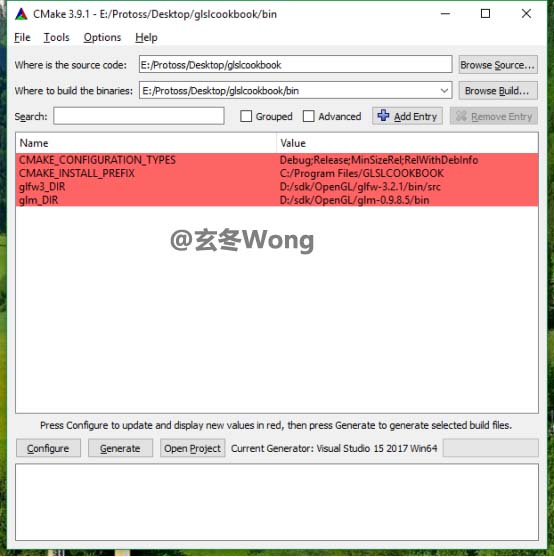 CMake 3.9.1 - E:/Protoss/Desktop/glslcookbook/bin
File Tools Options Help
Where is the source code: E:/Protoss/Desktop/glslcookbook Browse Source...
Where to build the binaries: E:/Protoss/Desktop/glslcookbook/bin Browse Build...
Search: Grouped Advanced Add Entry Remove Entry
Name Value
CMAKE_CONFIGURATION_TYPES Debug;Release;MinSizeRel;RelWithDebInfo
CMAKE_INSTALL_PREFIX C:/Program Files/GLSLCOOKBOOK
glfw3_DIR D:/sdk/OpenGL/glfw-3.2.1/bin/src
glm_DIR D:/sdk/OpenGL/glm-0.9.8.5/bin
@玄冬Wong
Press Configure to update and display new values in red, then press Generate to generate selected build files.
Configure Generate Open Project Current Generator: Visual Studio 15 2017 Win64